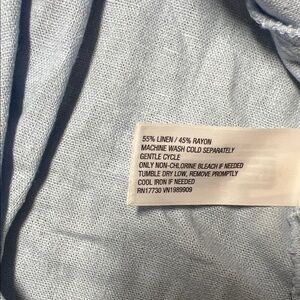 55% LINEN / 45% RAYON
MACHINE WASH COLD SEPARATELY
GENTLE CYCLE
ONLY NON-CHLORINE BLEACH IF NEEDED
TUMBLE DRY LOW, REMOVE PROMPTLY
COOL IRON IF NEEDED
RN17730 VN1989909